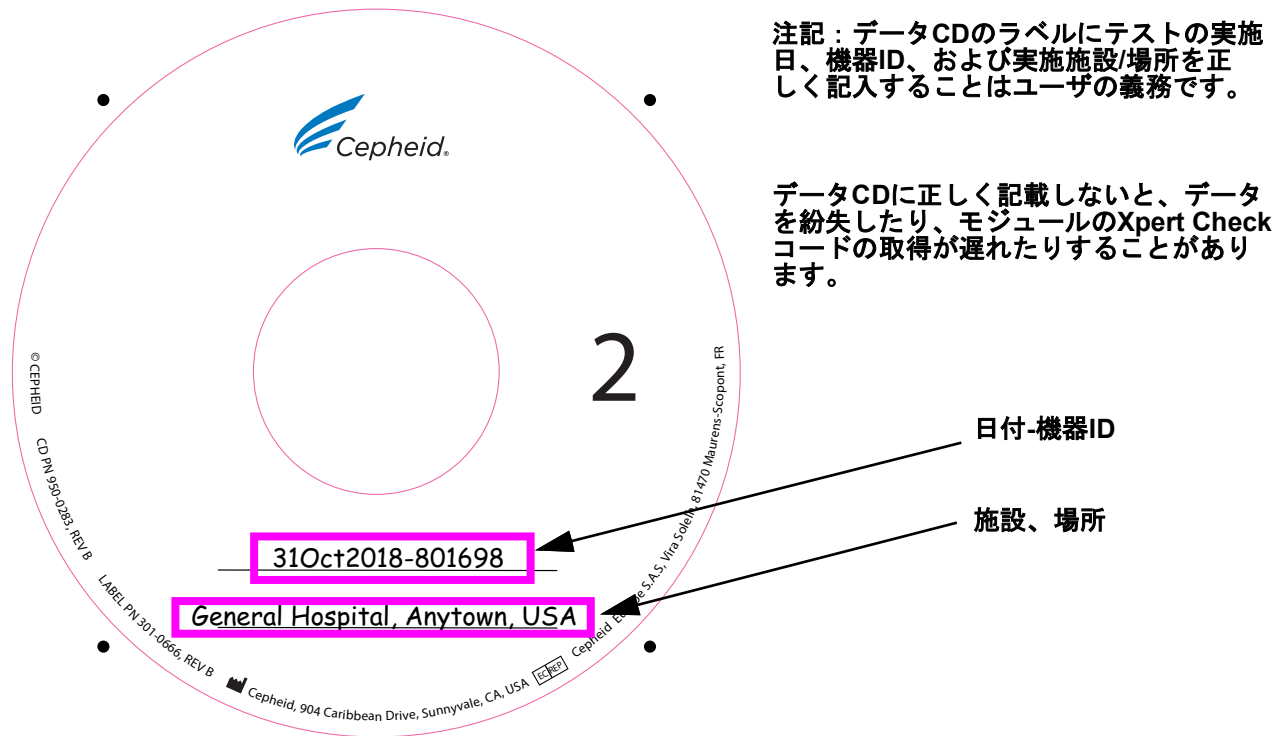 注記：データCDのラベルにテストの実施
日、機器ID、および実施施設/場所を正
しく記入することはユーザの義務です。
Cepheid®
データCDに正しく記載しないと、データ
を紛失したり、モジュールのXpert Check
コードの取得が遅れたりすることがあり
ます。
2
日付-機器ID
施設、場所
31Oct2018-801698
General Hospital, Anytown, USA
© CEPHEID CD PN 950-0283, REV B LABEL PN 301-0666, REV B Cepheid, 904 Caribbean Drive, Sunnyvale, CA, USA EC REP Cepheid Europe S.A.S, Vira Solelh, 81470 Maurens-Scopont, FR